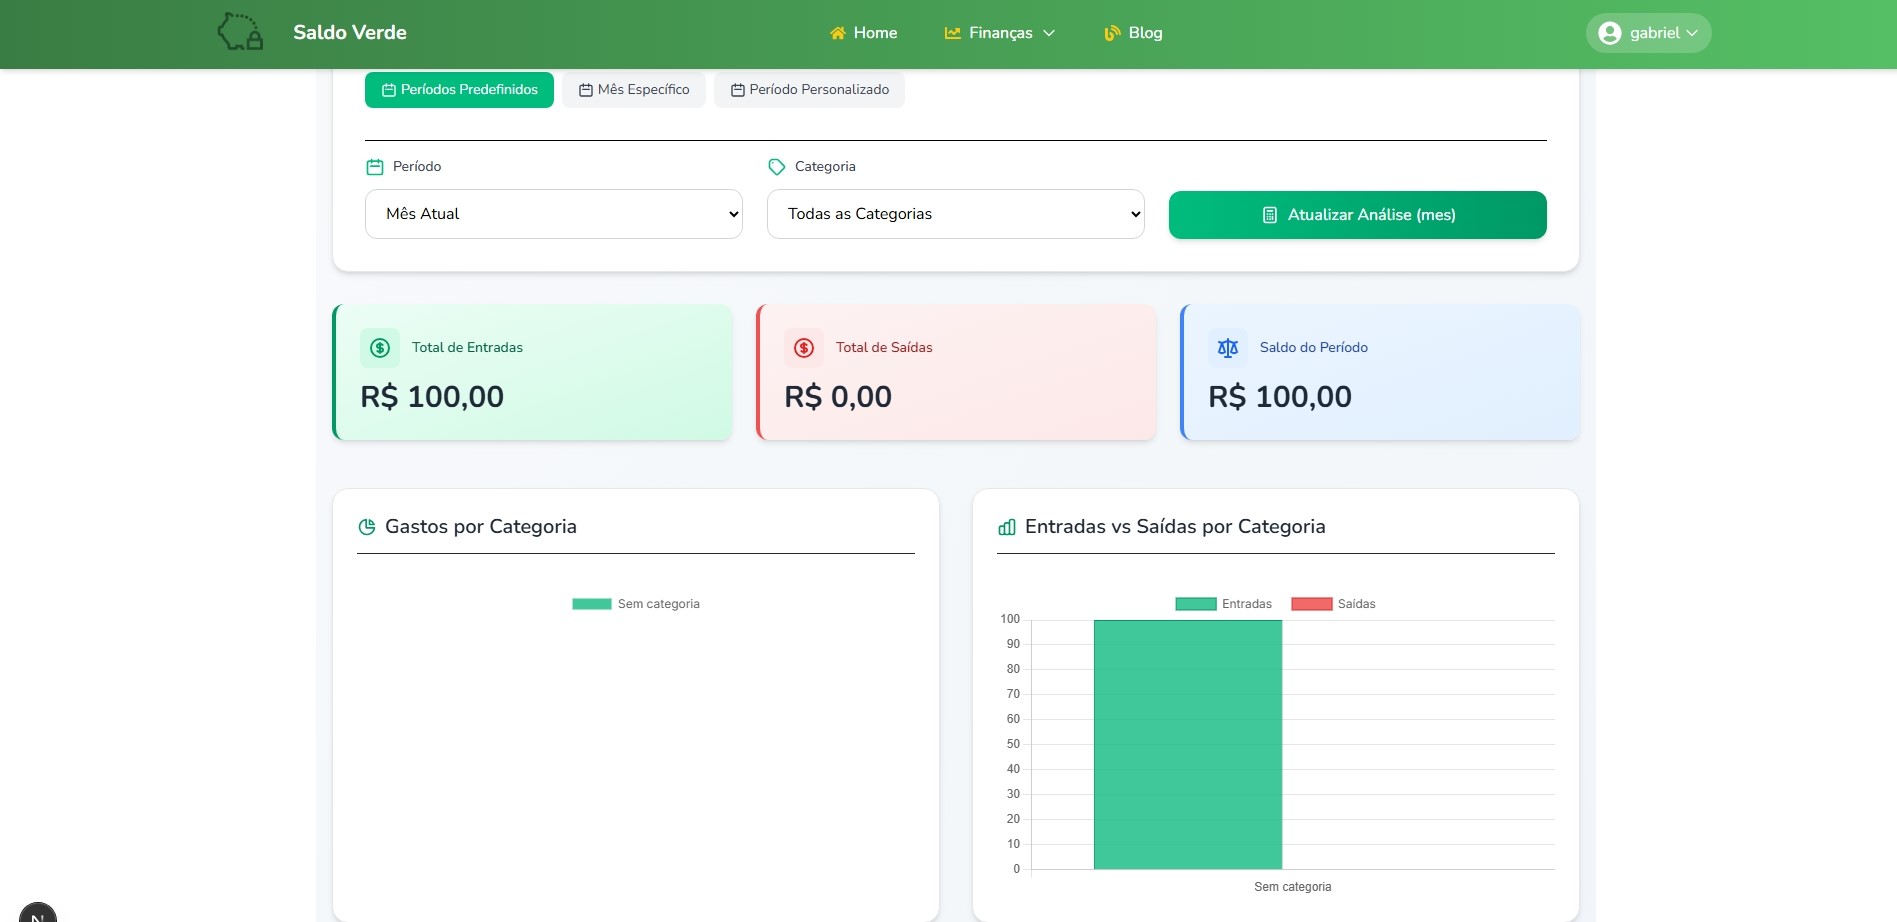 Saldo Verde
Home
Finanças
Blog
gabriel
Períodos Predefinidos
Mês Específico
Período Personalizado
Período
Categoria
Mês Atual
Todas as Categorias
Atualizar Análise (mes)
Total de Entradas
R$ 100,00
Total de Saídas
R$ 0,00
Saldo do Período
R$ 100,00
Gastos por Categoria
Sem categoria
Entradas vs Saídas por Categoria
Entradas
Saídas
100
90
80
70
60
50
40
30
20
10
0
Sem categoria
N